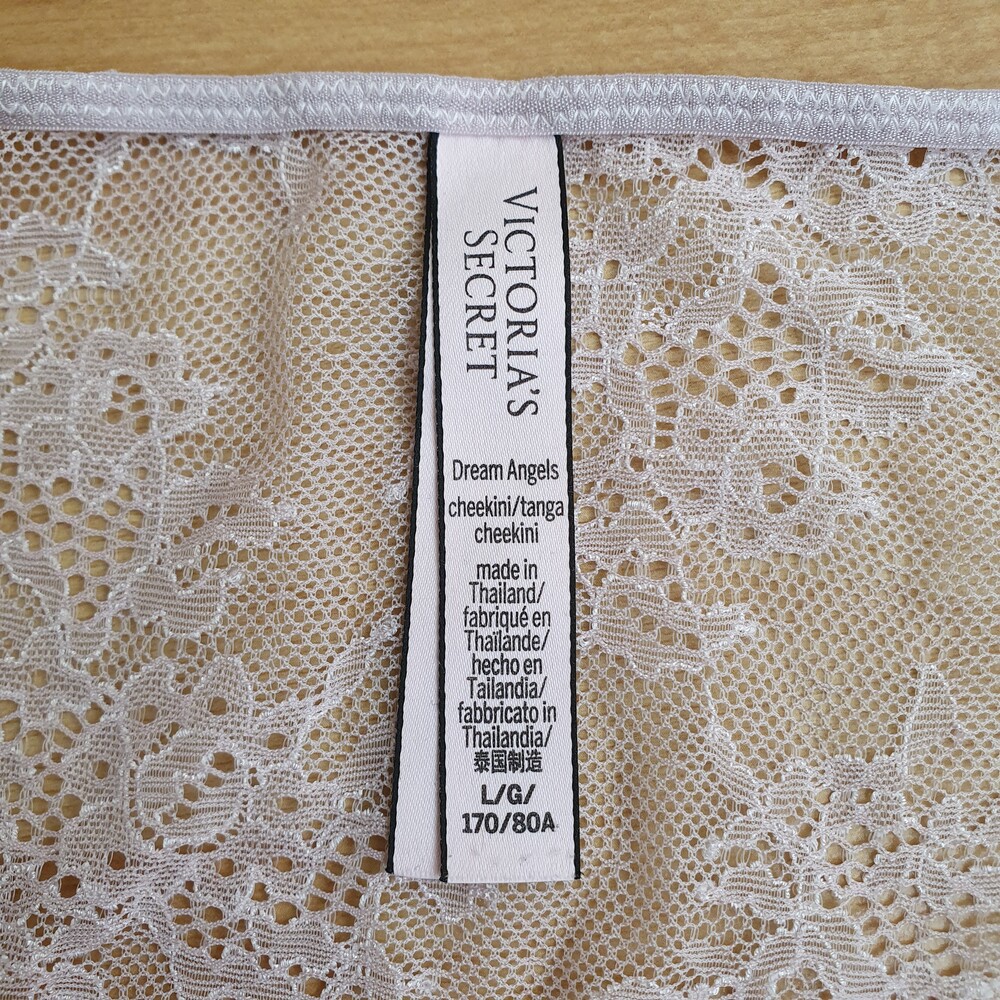 VICTORIA'S
SECRET
Dream Angels
cheekini/tanga
cheekini
made in
Thailand/
fabriqué en
Thaïlande/
hecho en
Tailandia/
fabbricato in
Thailandia/
泰国制造
L/G/
170/80A